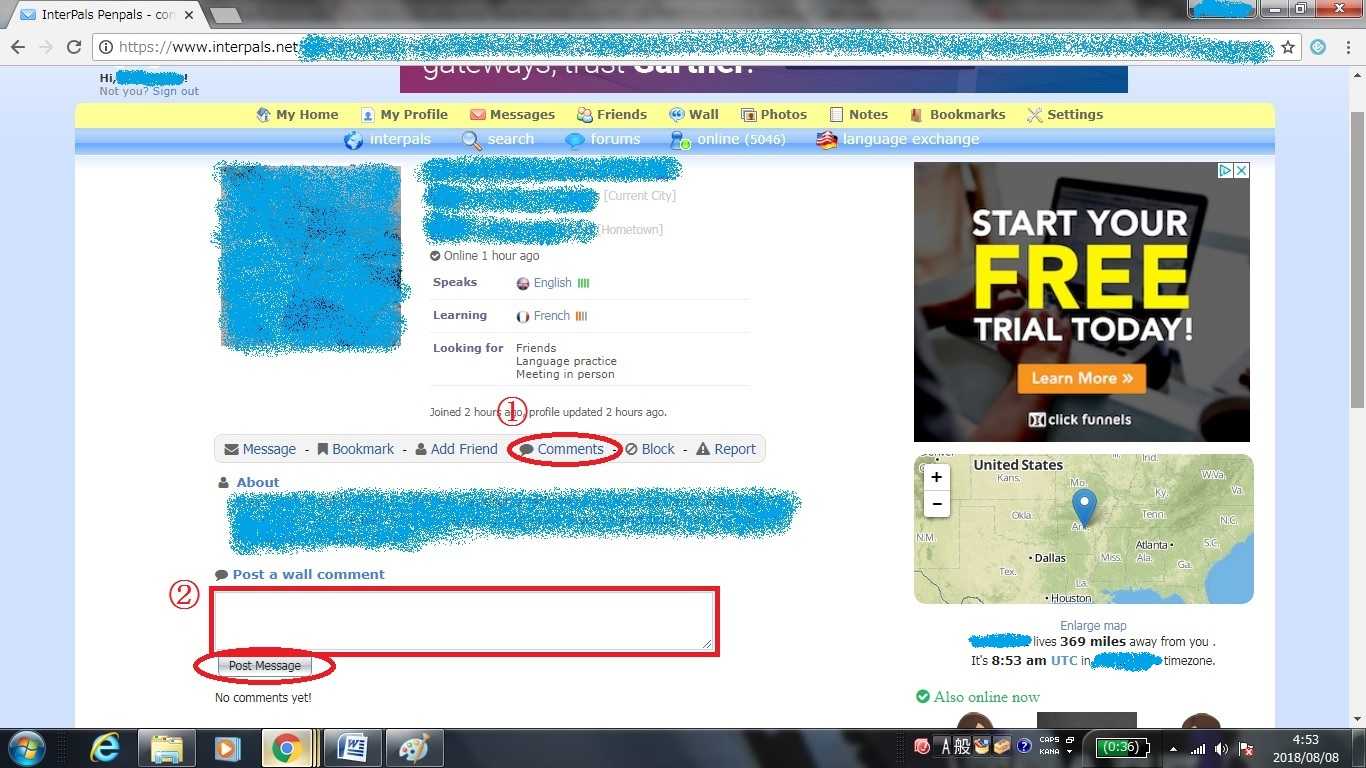 InterPals Penpals - con
https://www.interpals.net
Hi, !
Not you? Sign out
gateways, trust Gartner.
My Home My Profile Messages Friends Wall Photos Notes Bookmarks Settings
interpals search forums online (5046) language exchange
[Current City]
[Hometown]
Online 1 hour ago
Speaks English
Learning French
Looking for Friends
Language practice
Meeting in person
Joined 2 hours ago, profile updated 2 hours ago.
①
Message - Bookmark - Add Friend - Comments - Block - Report
About
Post a wall comment
②
Post Message
No comments yet!
START YOUR
FREE
TRIAL TODAY!
Learn More »
click funnels
+
−
United States
Kans.
Mo.
Ind.
W.Va.
Va.
Ky.
Okla.
Tenn.
N.C.
N.M.
Dallas
Miss.
Ala.
Atlanta
S.C.
Ga.
Tex.
La.
Houston
Enlarge map
lives 369 miles away from you .
It's 8:53 am UTC in timezone.
Also online now
A 般
CAPS
KANA
(0:36)
4:53
2018/08/08